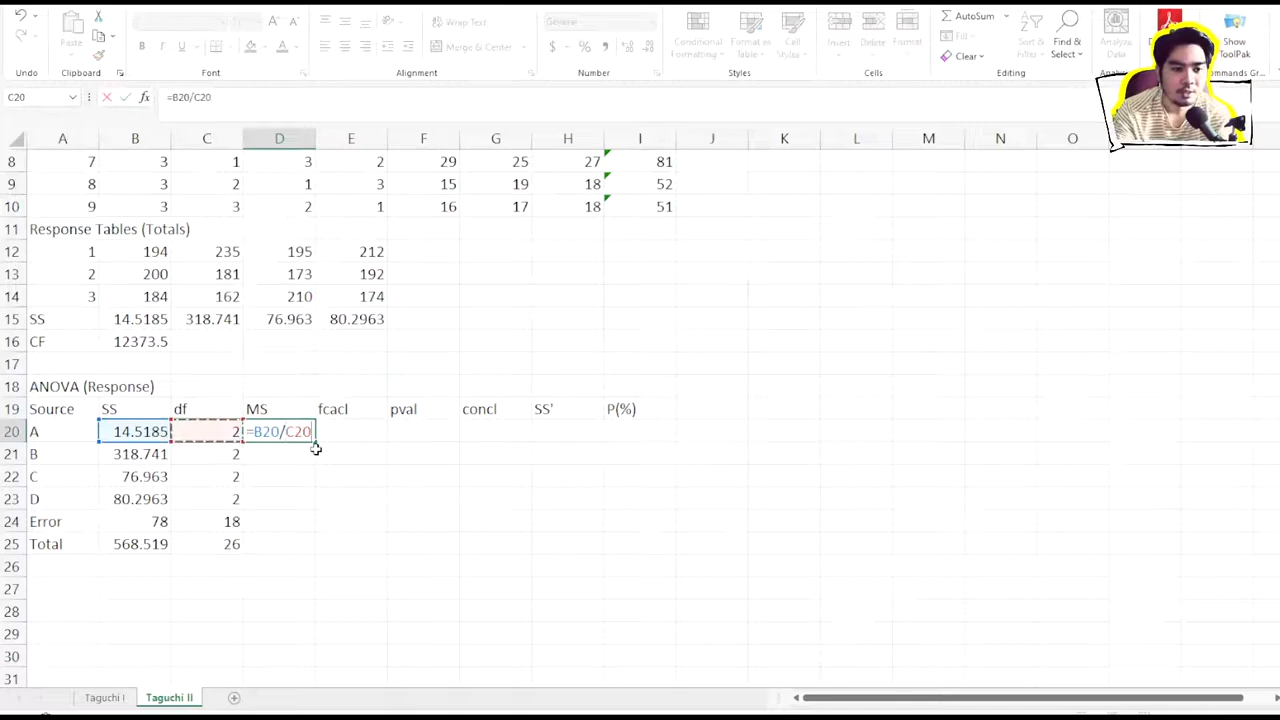 Paste
Wrap Text
General
Merge & Center
$ %
Conditional Formatting
Format as Table
Cell Styles
Insert
Delete
Format
AutoSum
Fill
Clear
Sort & Filter
Find & Select
Analyze Data
Show ToolPak
Undo
Clipboard
Font
Alignment
Number
Styles
Cells
Editing
C20 fx =B20/C20
A B C D E F G H I J K L M N O
8 7 3 1 3 2 29 25 27 81
9 8 3 2 1 3 15 19 18 52
10 9 3 3 2 1 16 17 18 51
11 Response Tables (Totals)
12 1 194 235 195 212
13 2 200 181 173 192
14 3 184 162 210 174
15 SS 14.5185 318.741 76.963 80.2963
16 CF 12373.5
17
18 ANOVA (Response)
19 Source SS df MS fcacl pval concl SS' P(%)
20 A 14.5185 2 =B20/C20
21 B 318.741 2
22 C 76.963 2
23 D 80.2963 2
24 Error 78 18
25 Total 568.519 26
26
27
28
29
30
31
Taguchi I Taguchi II